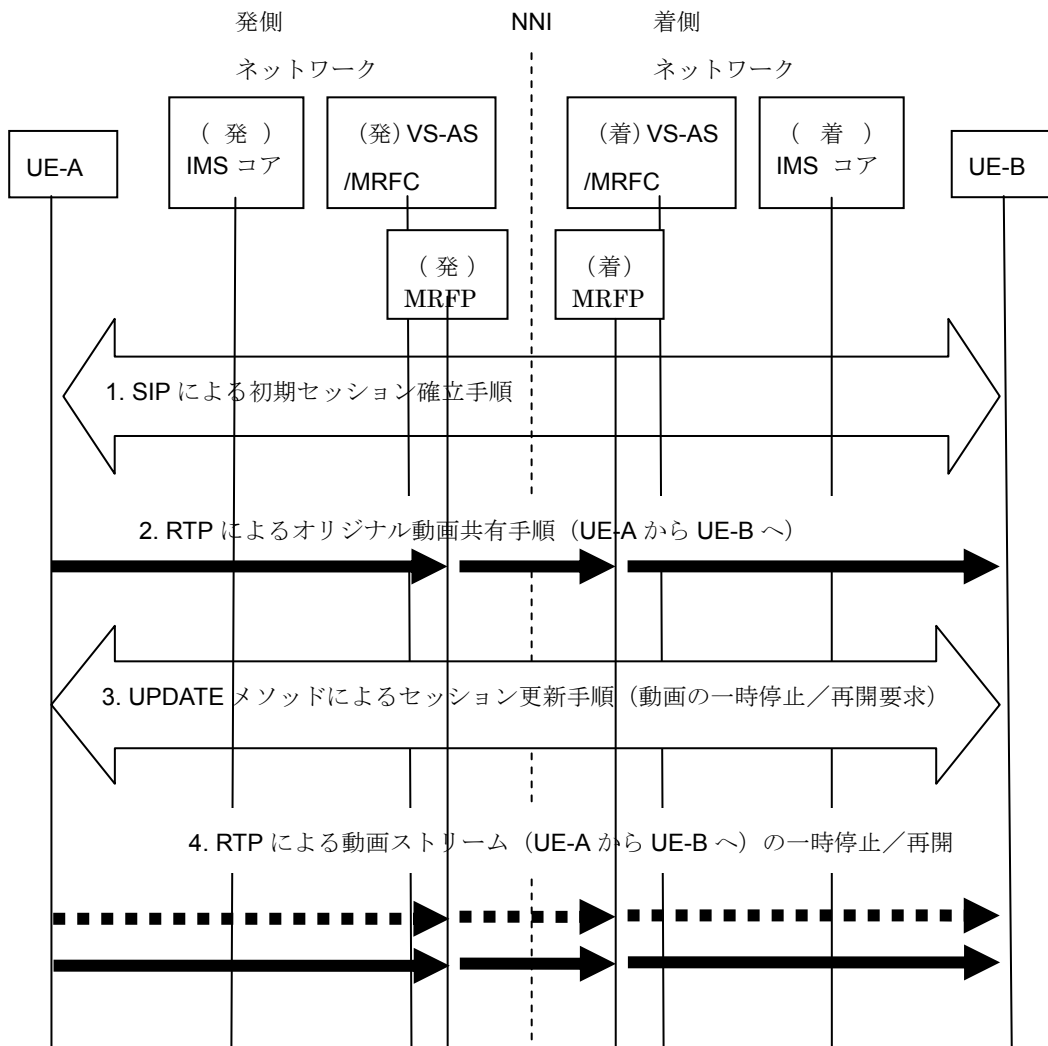 発側 NNI 着側
ネットワーク ネットワーク
UE-A
（ 発 ）
IMS コア
（発）VS-AS
/MRFC
（着）VS-AS
/MRFC
（ 着 ）
IMS コア
UE-B
（ 発 ）
MRFP
（着）
MRFP
1. SIP による初期セッション確立手順
2. RTP によるオリジナル動画共有手順（UE-A から UE-B へ）
3. UPDATE メソッドによるセッション更新手順（動画の一時停止／再開要求）
4. RTP による動画ストリーム（UE-A から UE-B へ）の一時停止／再開